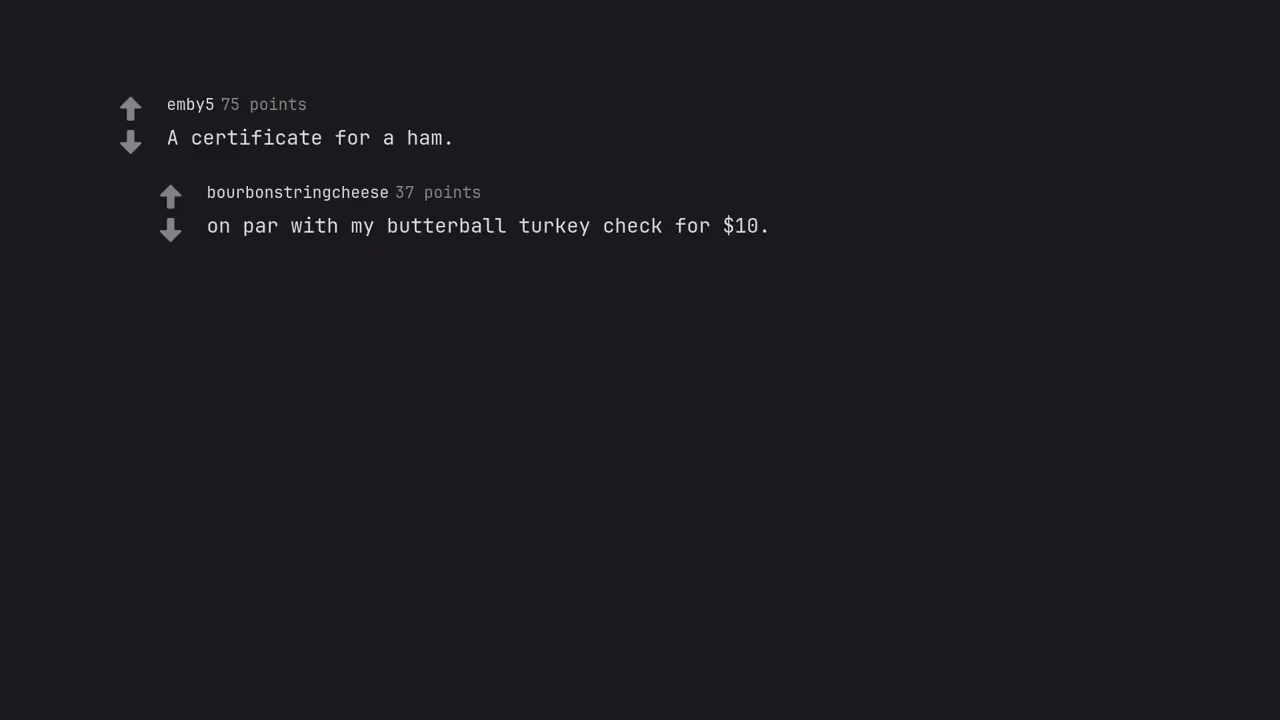 emby5 75 points
A certificate for a ham.
bourbonstringcheese 37 points
on par with my butterball turkey check for $10.